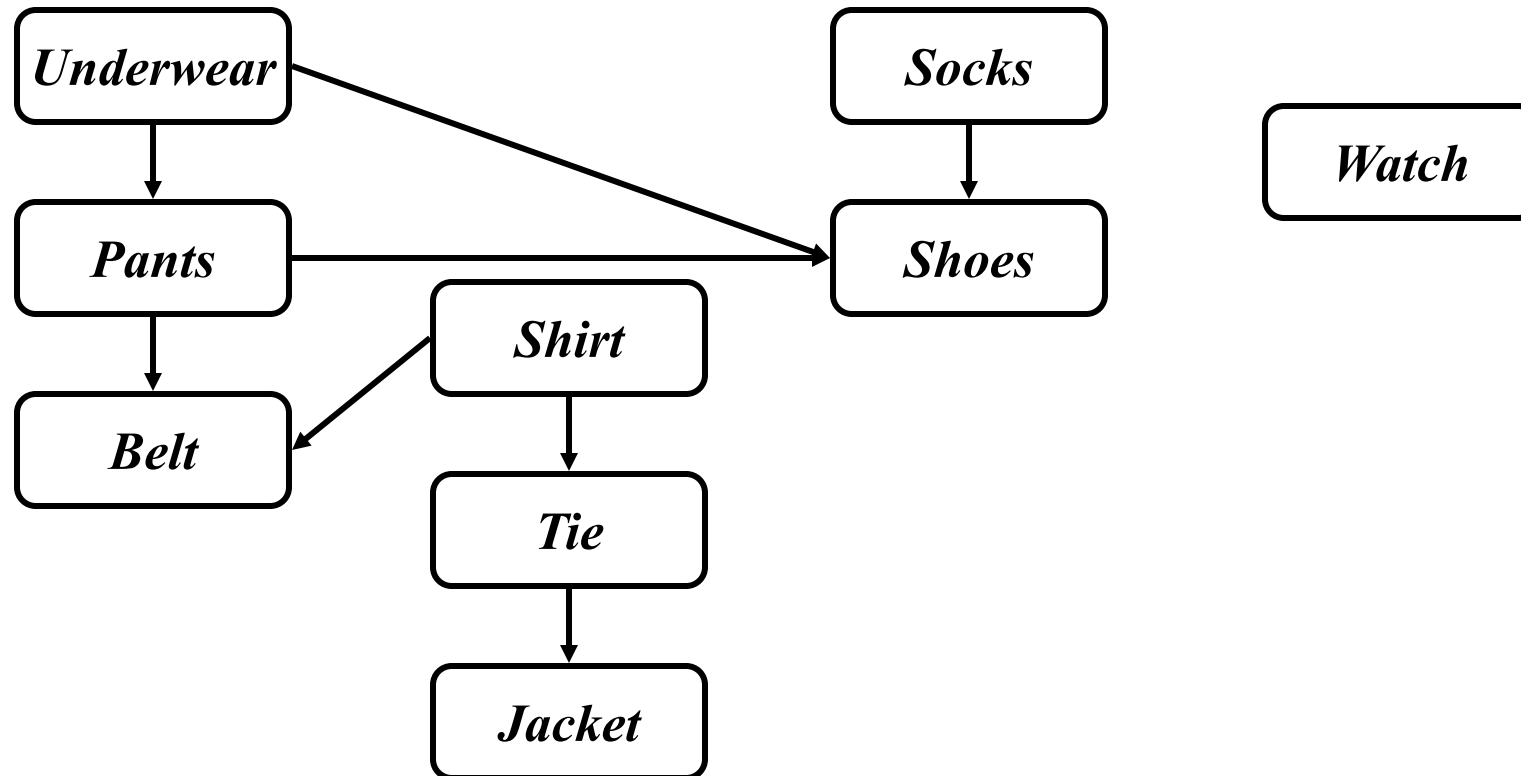 Underwear
Socks
Watch
Pants
Shoes
Shirt
Belt
Tie
Jacket